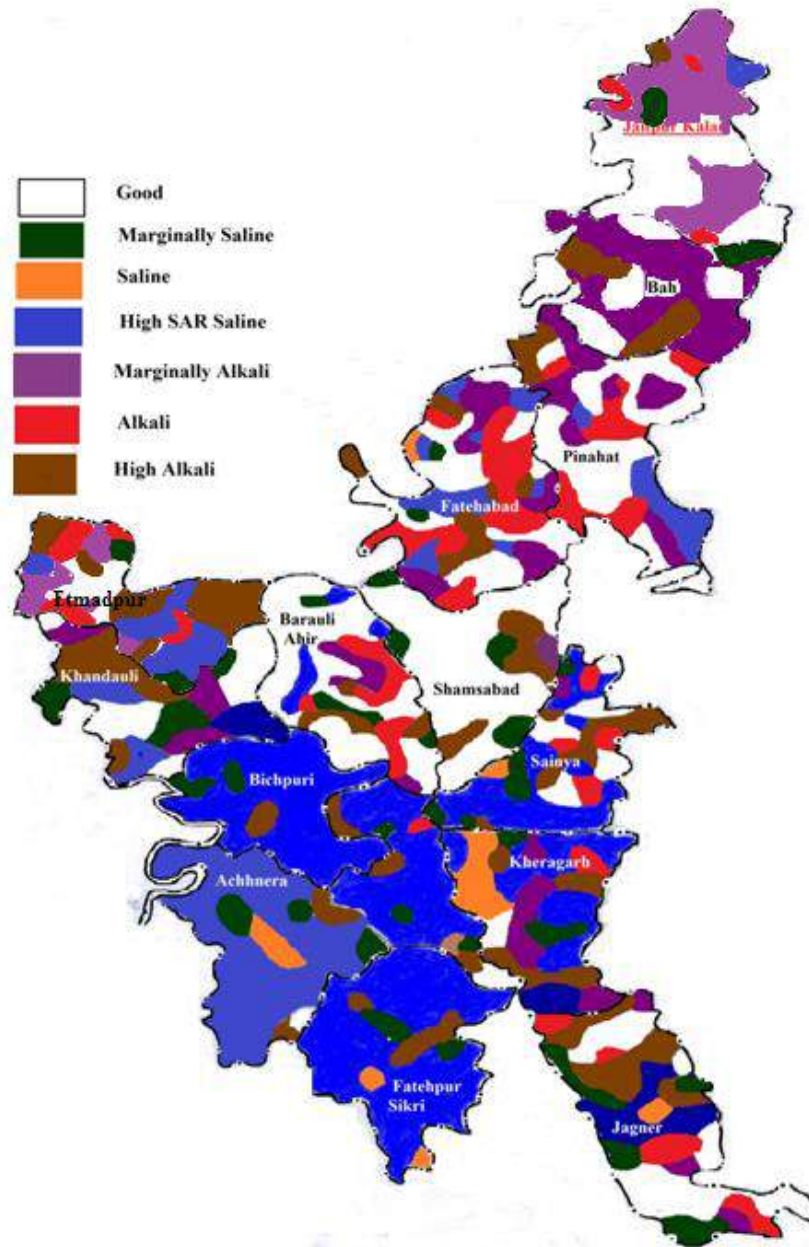 Jaitpur Kalan
Good
Marginally Saline
Saline
High SAR Saline
Bah
Marginally Alkali
Alkali
High Alkali
Pinahat
Fatehabad
Etmadpur
Barauli
Ahir
Khandauli
Shamsabad
Sainya
Bichpuri
Kheragarh
Achhnera
Fatehpur
Sikri
Jagner